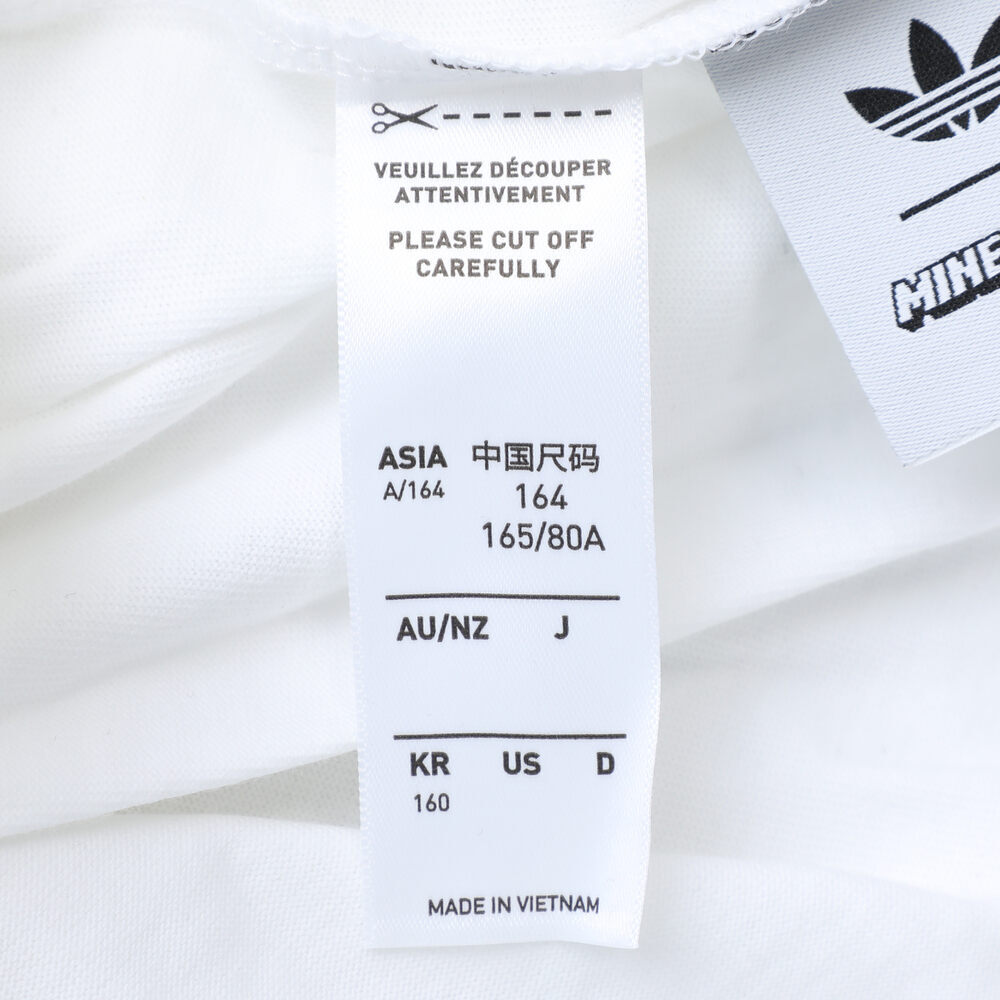 VEUILLEZ DÉCOUPER
ATTENTIVEMENT
PLEASE CUT OFF
CAREFULLY
ASIA 中国尺码
A/164 164
165/80A
AU/NZ J
KR US D
160
MADE IN VIETNAM